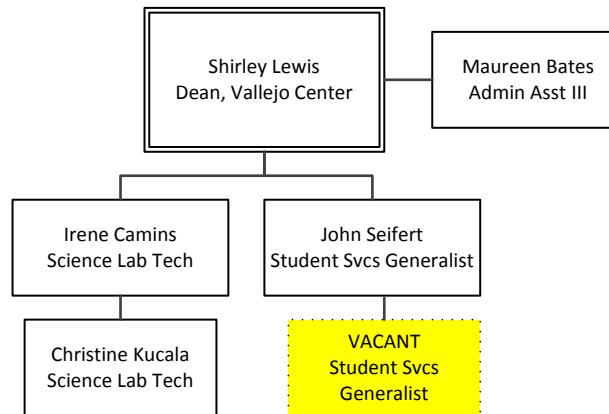 Shirley Lewis
Dean, Vallejo Center
Maureen Bates
Admin Asst III
Irene Camins
Science Lab Tech
John Seifert
Student Svcs Generalist
Christine Kucala
Science Lab Tech
VACANT
Student Svcs
Generalist